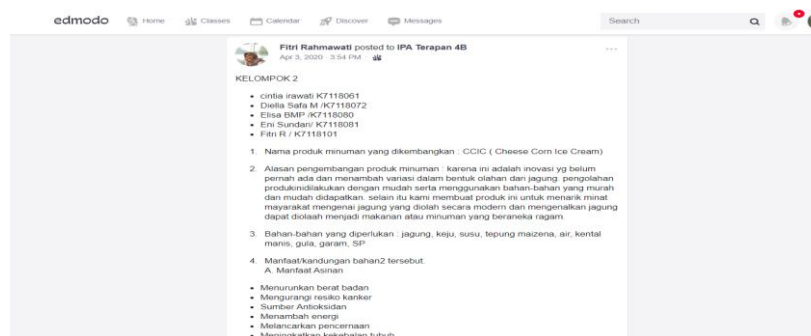 edmodo Home Classes Calendar Discover Messages Search
Fitri Rahmawati posted to IPA Terapan 4B
Apr 3, 2020 · 3:54 PM
KELOMPOK 2
• cintia irawati K7118061
• Diella Safa M /K7118072
• Elisa BMP /K7118080
• Eni Sundari/ K7118081
• Fitri R / K7118101
1. Nama produk minuman yang dikembangkan : CCIC ( Cheese Corn Ice Cream)
2. Alasan pengembangan produk minuman : karena ini adalah inovasi yg belum
pernah ada dan menambah variasi dalam bentuk olahan dari jagung. pengolahan
produkinidilakukan dengan mudah serta menggunakan bahan-bahan yang murah
dan mudah didapatkan. selain itu kami membuat produk ini untuk menarik minat
mayarakat mengenai jagung yang diolah secara modern dan mengenalkan jagung
dapat diolaah menjadi makanan atau minuman yang beraneka ragam.
3. Bahan-bahan yang diperlukan : jagung, keju, susu, tepung maizena, air, kental
manis, gula, garam, SP
4. Manfaat/kandungan bahan2 tersebut.
A. Manfaat Asinan
• Menurunkan berat badan
• Mengurangi resiko kanker
• Sumber Antioksidan
• Menambah energi
• Melancarkan pencernaan
• Meningkatkan kekebalan tubuh